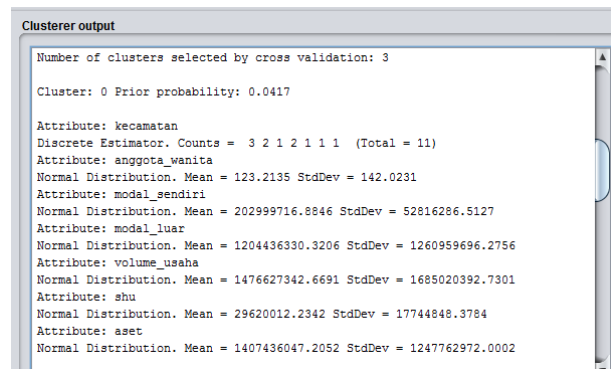 Clusterer output
Number of clusters selected by cross validation: 3
Cluster: 0 Prior probability: 0.0417
Attribute: kecamatan
Discrete Estimator. Counts =  3 2 1 2 1 1 1  (Total = 11)
Attribute: anggota_wanita
Normal Distribution. Mean = 123.2135 StdDev = 142.0231
Attribute: modal_sendiri
Normal Distribution. Mean = 202999716.8846 StdDev = 52816286.5127
Attribute: modal_luar
Normal Distribution. Mean = 1204436330.3206 StdDev = 1260959696.2756
Attribute: volume_usaha
Normal Distribution. Mean = 1476627342.6691 StdDev = 1685020392.7301
Attribute: shu
Normal Distribution. Mean = 29620012.2342 StdDev = 17744848.3784
Attribute: aset
Normal Distribution. Mean = 1407436047.2052 StdDev = 1247762972.0002